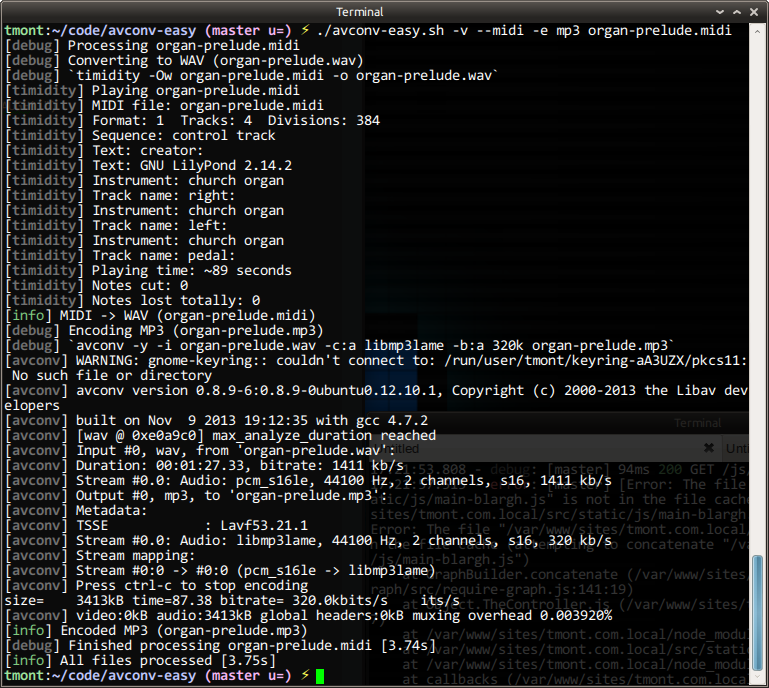 Terminal
tmont:~/code/avconv-easy (master u=) ⚡ ./avconv-easy.sh -v --midi -e mp3 organ-prelude.midi
[debug] Processing organ-prelude.midi
[debug] Converting to WAV (organ-prelude.wav)
[debug] `timidity -Ow organ-prelude.midi -o organ-prelude.wav`
[timidity] Playing organ-prelude.midi
[timidity] MIDI file: organ-prelude.midi
[timidity] Format: 1  Tracks: 4  Divisions: 384
[timidity] Sequence: control track
[timidity] Text: creator:
[timidity] Text: GNU LilyPond 2.14.2
[timidity] Instrument: church organ
[timidity] Track name: right:
[timidity] Instrument: church organ
[timidity] Track name: left:
[timidity] Instrument: church organ
[timidity] Track name: pedal:
[timidity] Playing time: ~89 seconds
[timidity] Notes cut: 0
[timidity] Notes lost totally: 0
[info] MIDI -> WAV (organ-prelude.midi)
[debug] Encoding MP3 (organ-prelude.mp3)
[debug] `avconv -y -i organ-prelude.wav -c:a libmp3lame -b:a 320k organ-prelude.mp3`
[avconv] WARNING: gnome-keyring:: couldn't connect to: /run/user/tmont/keyring-aA3UZX/pkcs11:
 No such file or directory
[avconv] avconv version 0.8.9-6:0.8.9-0ubuntu0.12.10.1, Copyright (c) 2000-2013 the Libav dev
elopers
[avconv] built on Nov  9 2013 19:12:35 with gcc 4.7.2
[avconv] [wav @ 0xe0a9c0] max_analyze_duration reached
[avconv] Input #0, wav, from 'organ-prelude.wav':
[avconv] Duration: 00:01:27.33, bitrate: 1411 kb/s
[avconv] Stream #0.0: Audio: pcm_s16le, 44100 Hz, 2 channels, s16, 1411 kb/s
[avconv] Output #0, mp3, to 'organ-prelude.mp3':
[avconv] Metadata:
[avconv] TSSE            : Lavf53.21.1
[avconv] Stream #0.0: Audio: libmp3lame, 44100 Hz, 2 channels, s16, 320 kb/s
[avconv] Stream mapping:
[avconv] Stream #0:0 -> #0:0 (pcm_s16le -> libmp3lame)
[avconv] Press ctrl-c to stop encoding
size=    3413kB time=87.38 bitrate= 320.0kbits/s    its/s
[avconv] video:0kB audio:3413kB global headers:0kB muxing overhead 0.003920%
[info] Encoded MP3 (organ-prelude.mp3)
[debug] Finished processing organ-prelude.midi [3.74s]
[info] All files processed [3.75s]
tmont:~/code/avconv-easy (master u=) ⚡
Terminal